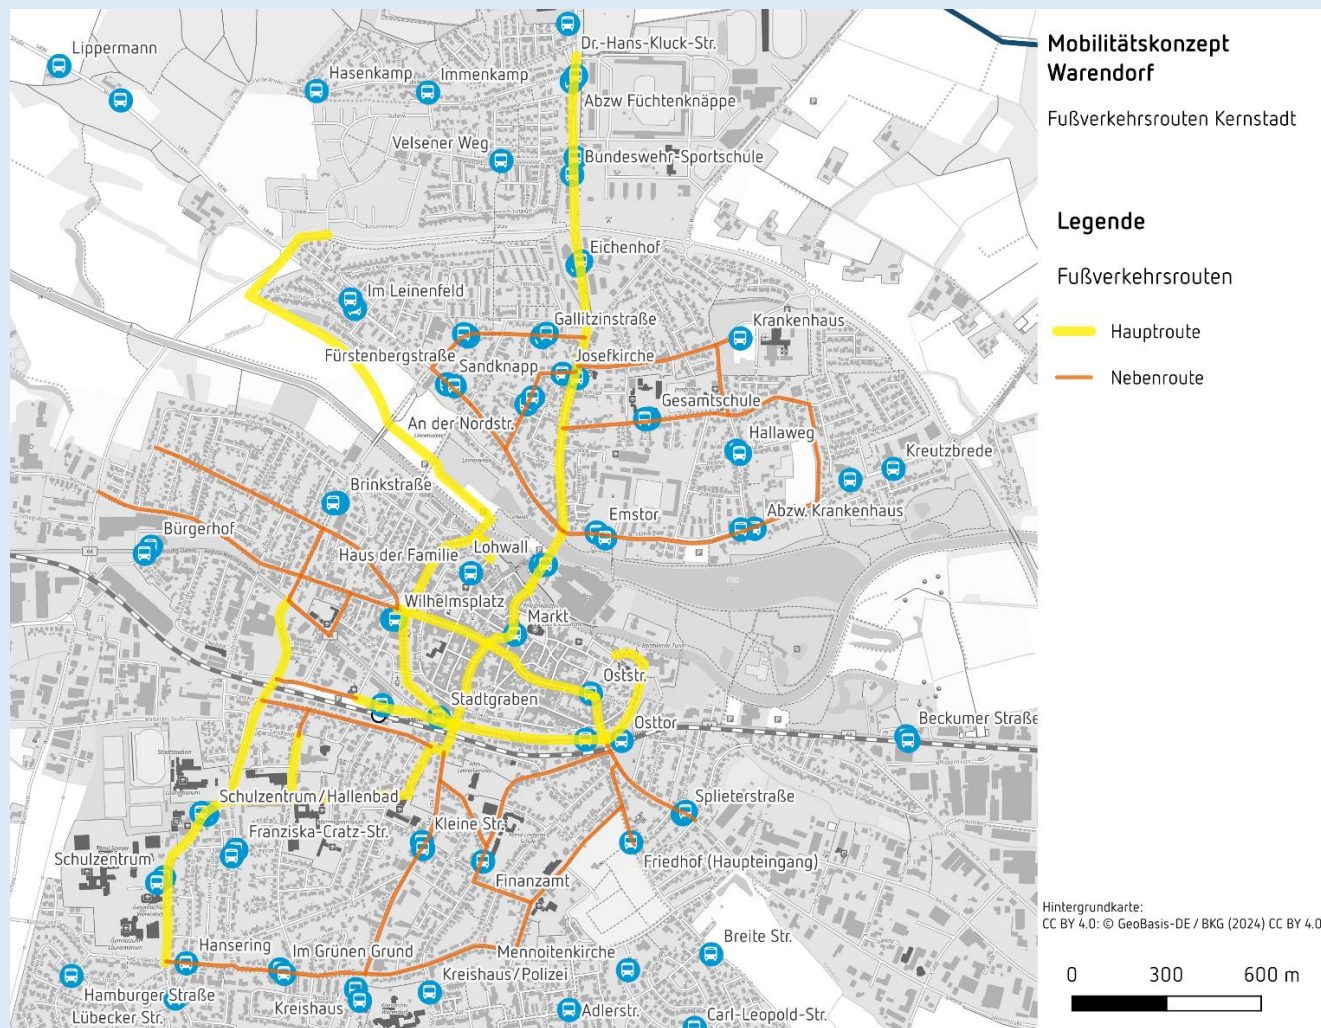 Mobilitätskonzept
Warendorf
Fußverkehrsrouten Kernstadt
Legende
Fußverkehrsrouten
Hauptroute
Nebenroute
Hintergrundkarte:
CC BY 4.0: © GeoBasis-DE / BKG (2024) CC BY 4.0
0 300 600 m
Lippermann
Dr.-Hans-Kluck-Str.
Hasenkamp
Immenkamp
Abzw Füchtenknäppe
Velsener Weg
Bundeswehr-Sportschule
Eichenhof
Im Leinenfeld
Gallitzinstraße
Krankenhaus
Fürstenbergstraße
Josefkirche
Sandknapp
Gesamtschule
An der Nordstr.
Hallaweg
Kreutzbrede
Brinkstraße
Abzw. Krankenhaus
Bürgerhof
Emstor
Haus der Familie
Lohwall
Wilhelmsplatz
Markt
Oststr.
Stadtgraben
Osttor
Beckumer Straße
Schulzentrum/Hallenbad
Splieterstraße
Franziska-Cratz-Str.
Kleine Str.
Schulzentrum
Friedhof (Haupteingang)
Finanzamt
Hansering
Im Grünen Grund
Mennoitenkirche
Breite Str.
Kreishaus/Polizei
Hamburger Straße
Kreishaus
Adlerstr.
Lübecker Str.
Carl-Leopold-Str.
64